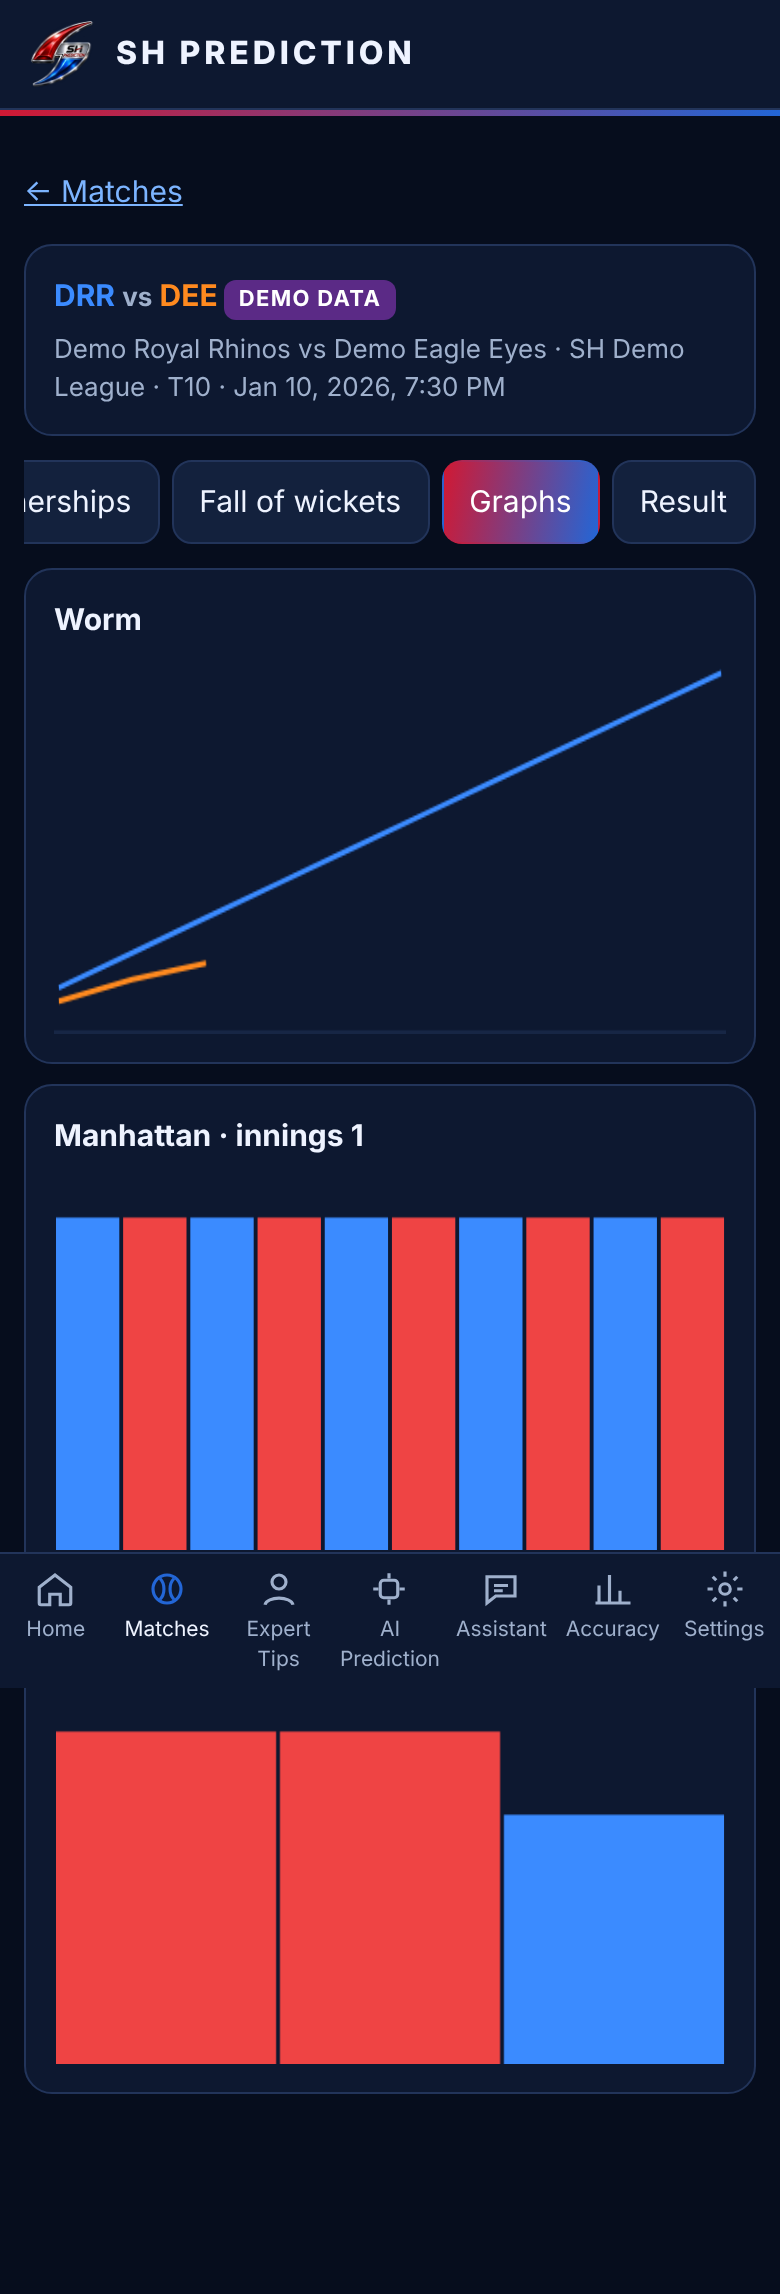 SH PREDICTION
← Matches
DRR vs DEE DEMO DATA
Demo Royal Rhinos vs Demo Eagle Eyes · SH Demo
League · T10 · Jan 10, 2026, 7:30 PM
nerships Fall of wickets Graphs Result
Worm
Manhattan · innings 1
Home Matches Expert Tips AI Prediction Assistant Accuracy Settings